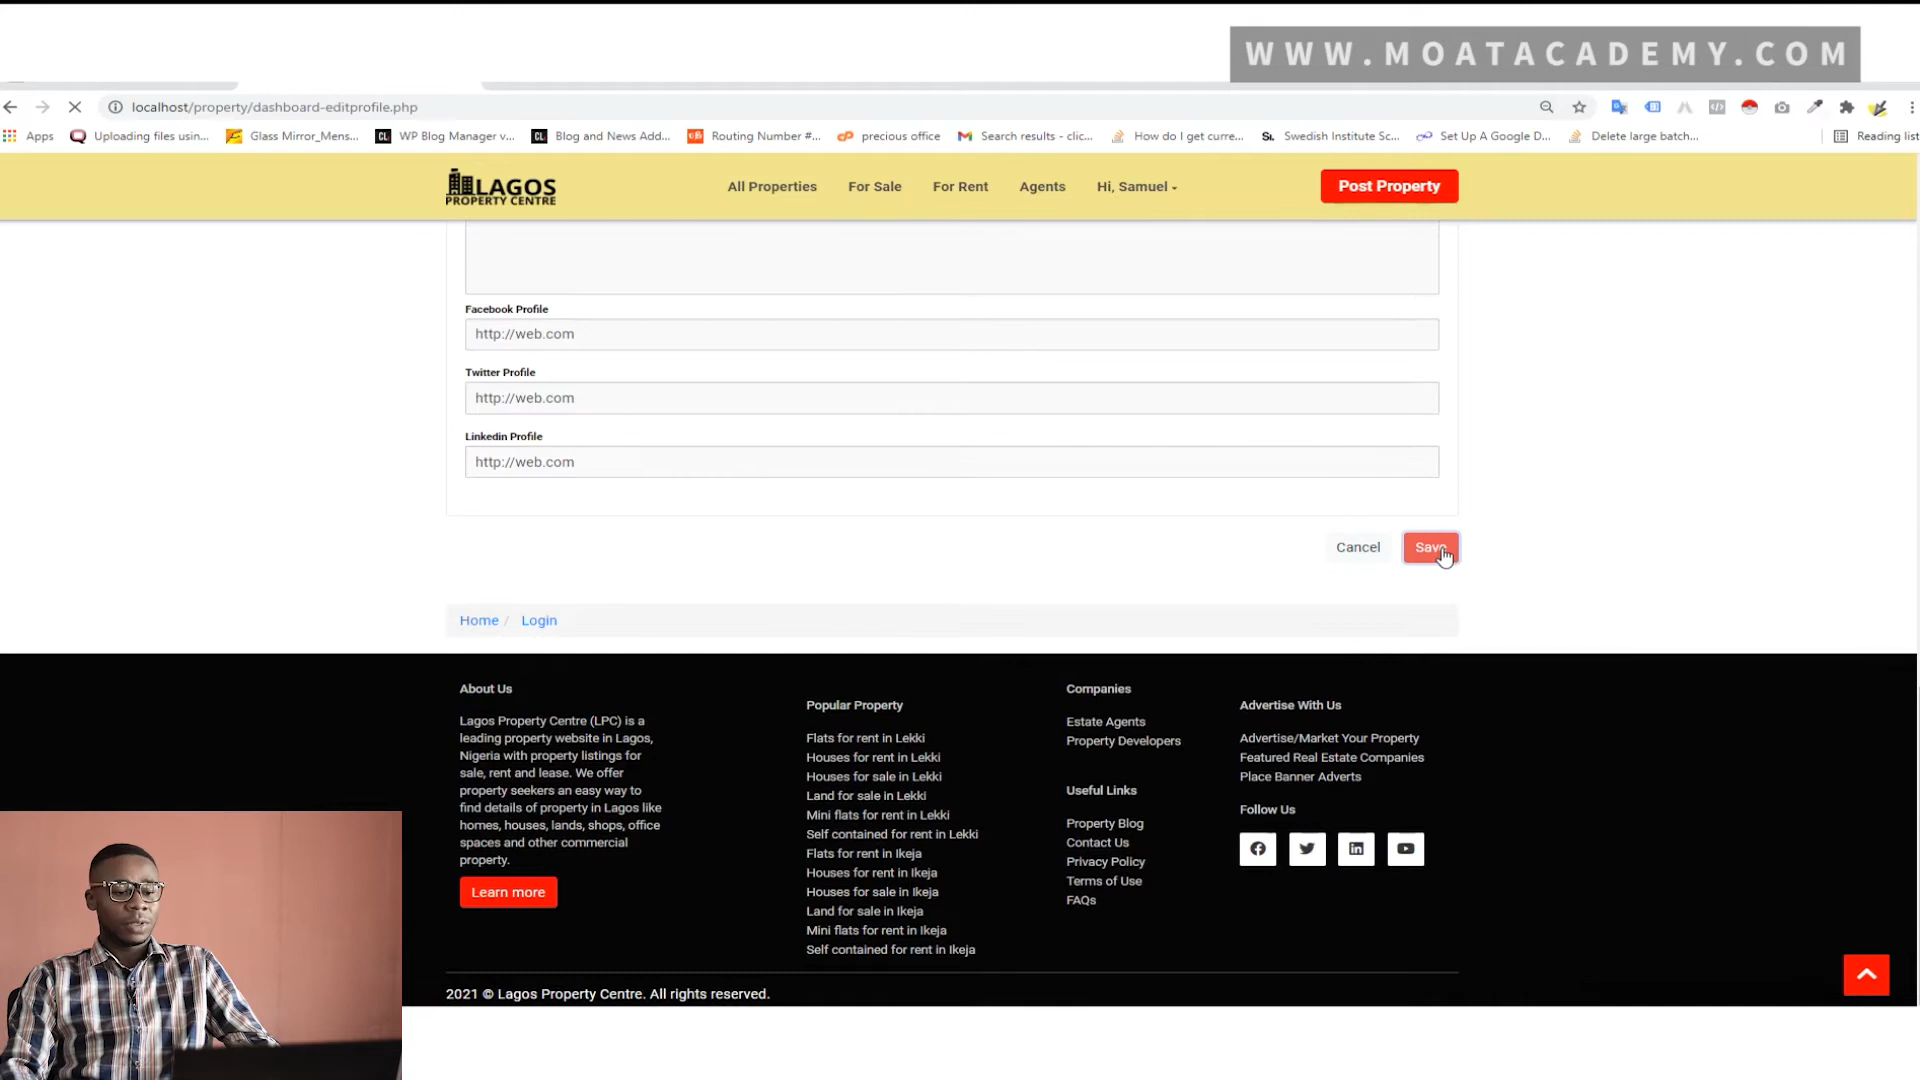 WWW.MOATACADEMY.COM
localhost/property/dashboard-editprofile.php
Apps
Uploading files usin...
Glass Mirror_Mens...
WP Blog Manager v...
Blog and News Add...
Routing Number #...
precious office
Search results - clic...
How do I get curre...
Swedish Institute Sc...
Set Up A Google D...
Delete large batch...
Reading list
LAGOS
PROPERTY CENTRE
All Properties
For Sale
For Rent
Agents
Hi, Samuel
Post Property
Facebook Profile
http://web.com
Twitter Profile
http://web.com
Linkedin Profile
http://web.com
Cancel
Save
Home /
Login
About Us
Lagos Property Centre (LPC) is a
leading property website in Lagos,
Nigeria with property listings for
sale, rent and lease. We offer
property seekers an easy way to
find details of property in Lagos like
homes, houses, lands, shops, office
spaces and other commercial
property.
Learn more
Popular Property
Flats for rent in Lekki
Houses for rent in Lekki
Houses for sale in Lekki
Land for sale in Lekki
Mini flats for rent in Lekki
Self contained for rent in Lekki
Flats for rent in Ikeja
Houses for rent in Ikeja
Houses for sale in Ikeja
Land for sale in Ikeja
Mini flats for rent in Ikeja
Self contained for rent in Ikeja
Companies
Estate Agents
Property Developers
Useful Links
Property Blog
Contact Us
Privacy Policy
Terms of Use
FAQs
Advertise With Us
Advertise/Market Your Property
Featured Real Estate Companies
Place Banner Adverts
Follow Us
2021 © Lagos Property Centre. All rights reserved.